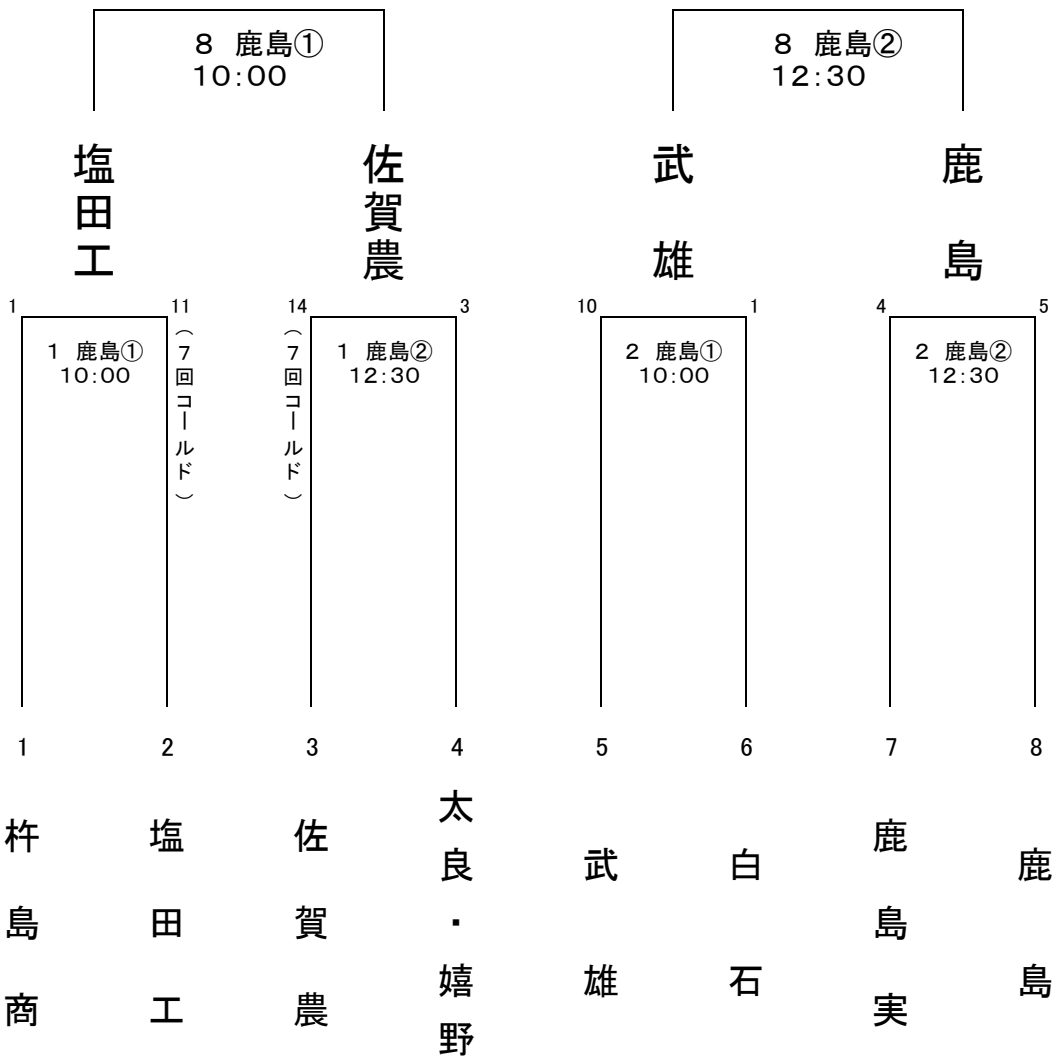 ８ 鹿島①
10:00
８ 鹿島②
12:30
塩田工
佐賀農
武雄
鹿島
1
11
14
3
10
1
4
5
１ 鹿島①
10:00
（７回コールド）
（７回コールド）
１ 鹿島②
12:30
２ 鹿島①
10:00
２ 鹿島②
12:30
1
2
3
4
5
6
7
8
杵島商
塩田工
佐賀農
太良・嬉野
武雄
白石
鹿島実
鹿島